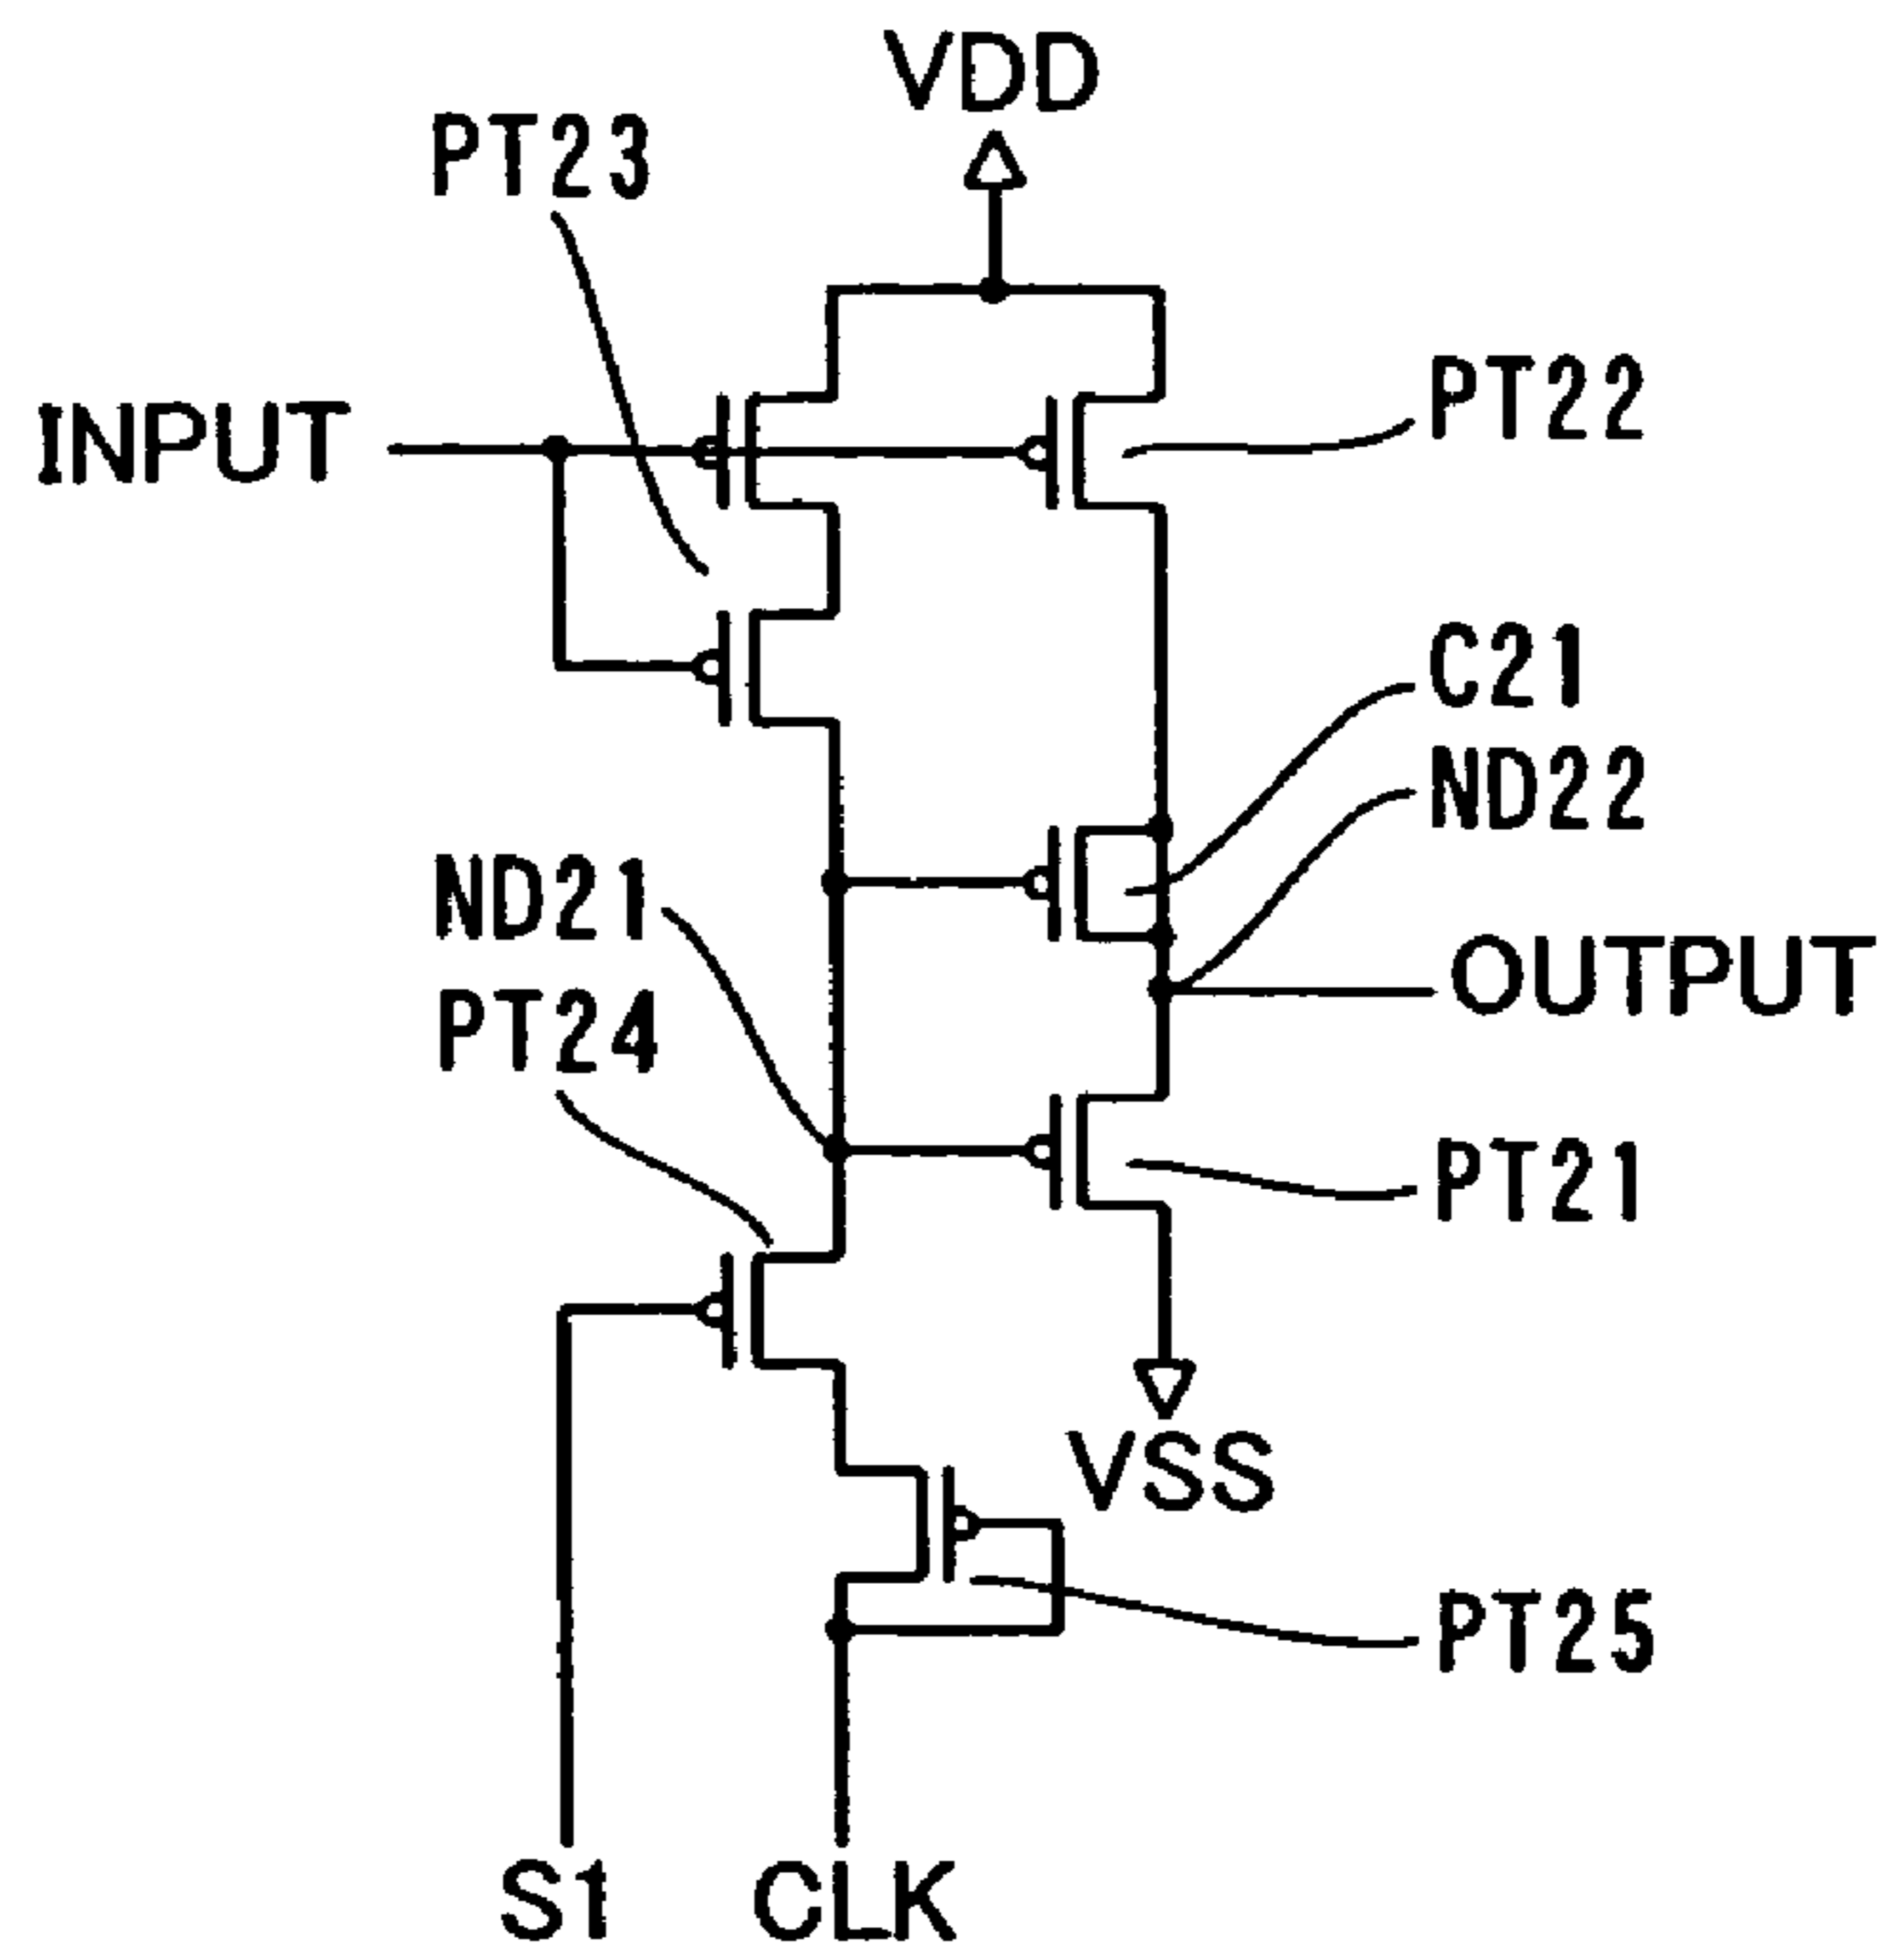 VDD
PT23
PT22
INPUT
C21
ND22
ND21
OUTPUT
PT24
PT21
VSS
PT25
S1
CLK